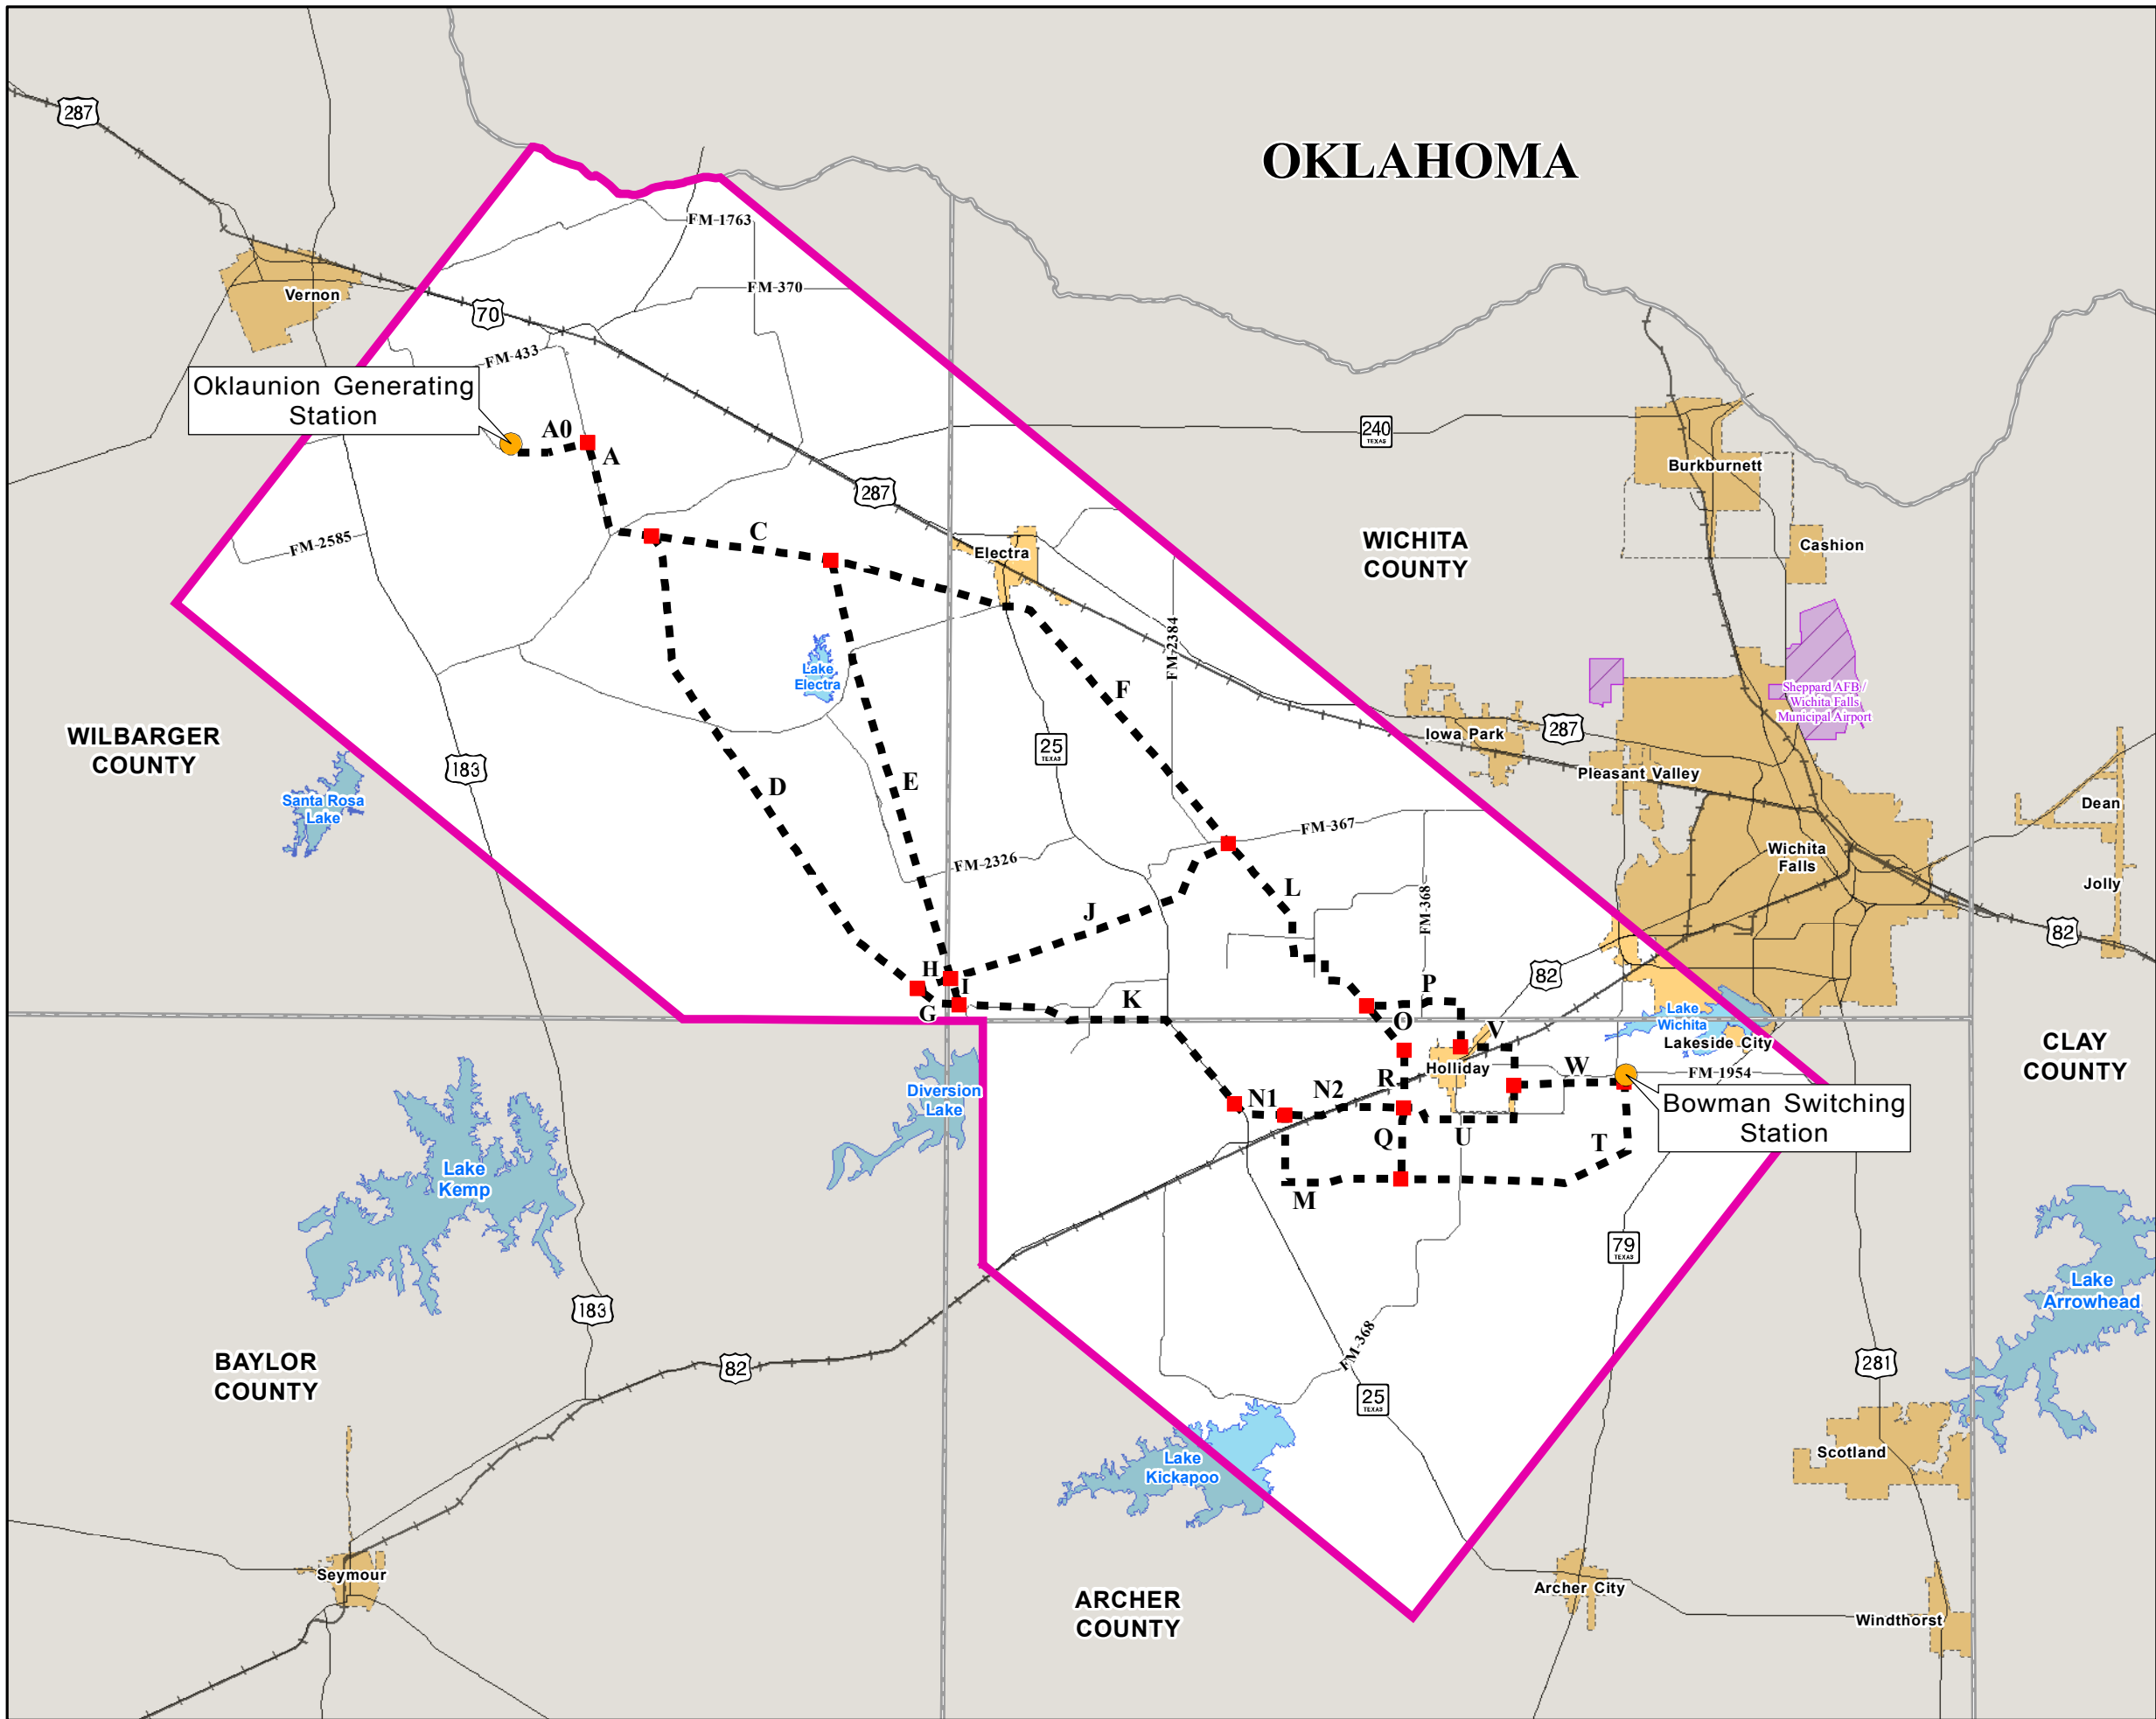 287
OKLAHOMA
FM-1763
FM-370
Vernon
70
FM-433
Oklaunion Generating
Station
A0
A
240
TEXAS
Burkburnett
287
C
FM-2585
Electra
WICHITA
COUNTY
Cashion
FM-2384
Lake
Electra
F
Sheppard AFB /
Wichita Falls
Municipal Airport
WILBARGER
COUNTY
Iowa Park
287
25
TEXAS
183
Pleasant Valley
D
E
Santa Rosa
Lake
Dean
FM-367
FM-2326
Wichita
Falls
Jolly
L
J
FM-368
82
H
I
82
G
K
P
O
V
Lake
Wichita
Lakeside City
CLAY
COUNTY
Holliday
W
FM-1954
R
Diversion
Lake
N1
N2
Bowman Switching
Station
Q
U
T
Lake
Kemp
M
79
TEXAS
Lake
Arrowhead
183
FM-368
82
281
BAYLOR
COUNTY
25
TEXAS
Scotland
Lake
Kickapoo
Seymour
Archer City
ARCHER
COUNTY
Windthorst